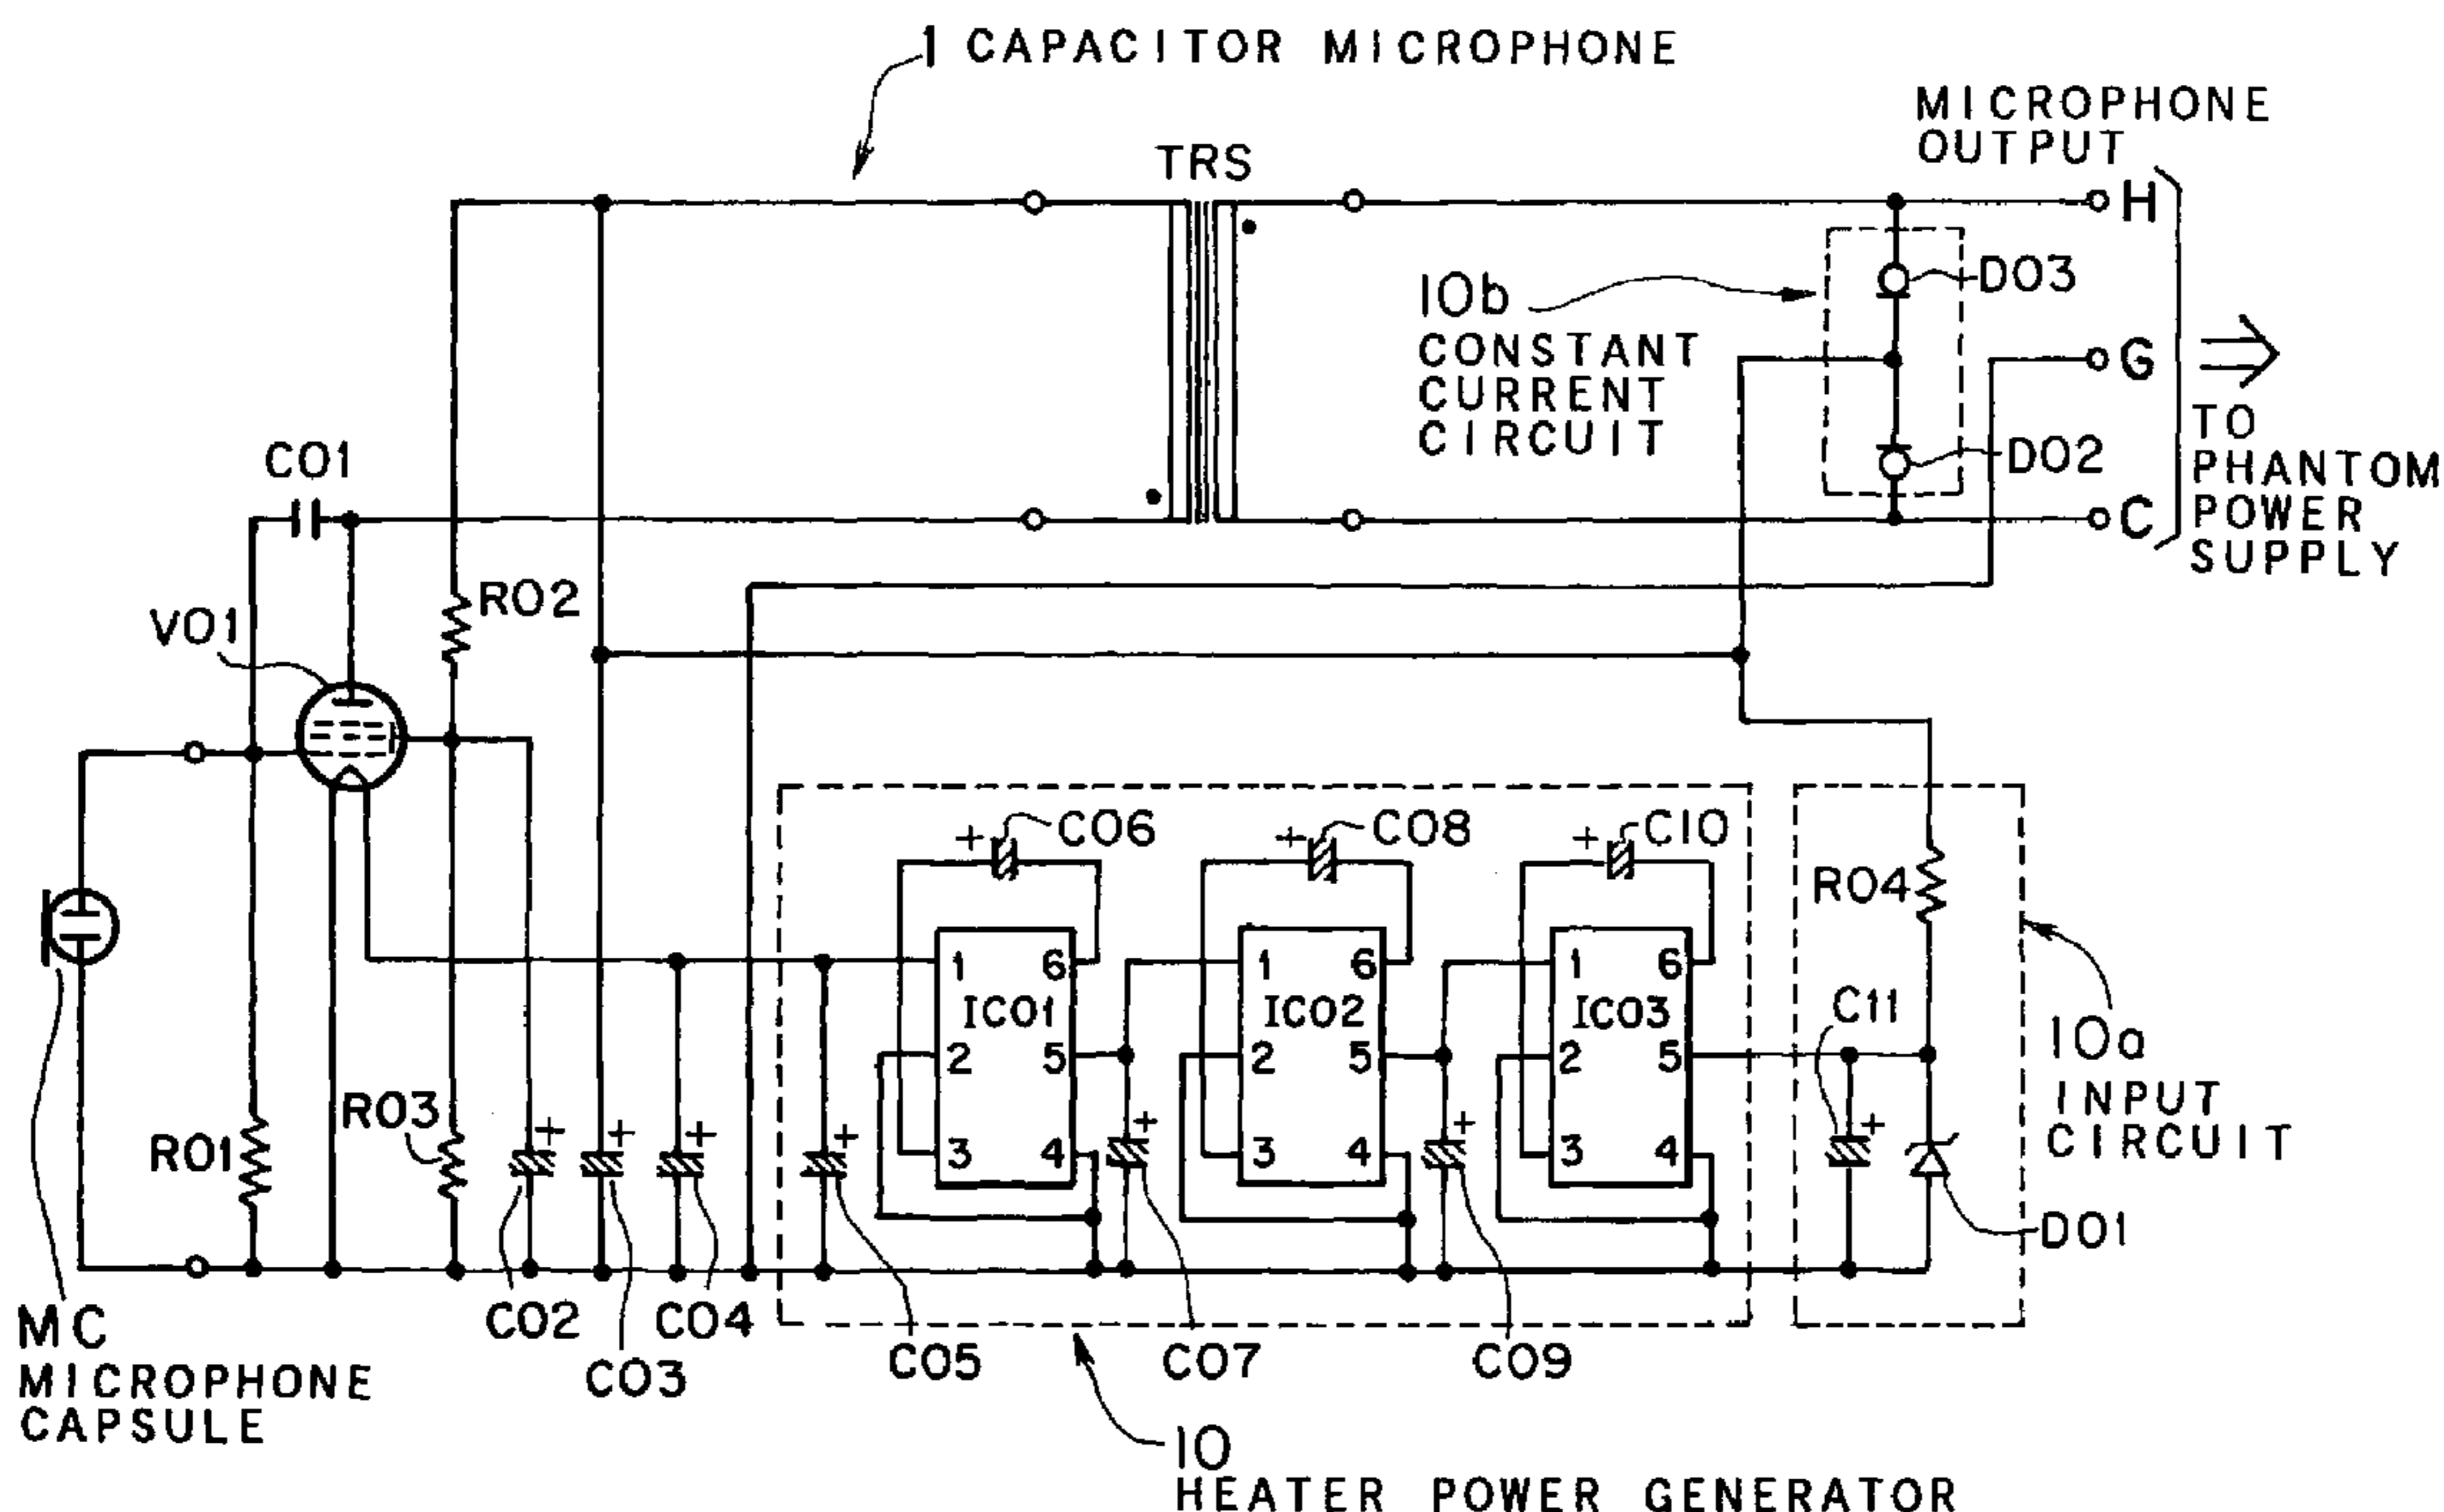 1 CAPACITOR MICROPHONE
MICROPHONE
OUTPUT
TRS
H
D03
10b
CONSTANT
CURRENT
CIRCUIT
G
TO
PHANTOM
POWER
SUPPLY
D02
C
C01
R02
V01
+ C06
+ C08
+ C10
R04
1 6
IC01
2 5
3 4
1 6
IC02
2 5
3 4
1 6
IC03
2 5
3 4
C11
10a
INPUT
CIRCUIT
R03
R01
+
+
+
+
+
+
+
D01
MC
MICROPHONE
CAPSULE
C02
C03
C04
C05
C07
C09
10
HEATER POWER GENERATOR